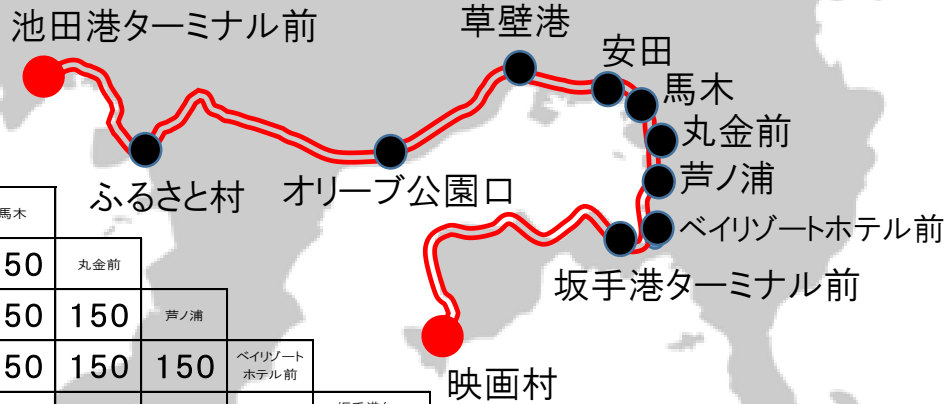 池田港ターミナル前
草壁港
安田
馬木
丸金前
芦ノ浦
ベイリゾートホテル前
坂手港ターミナル前
映画村
オリーブ公園口
ふるさと村
馬木
50 丸金前
50 150 芦ノ浦
50 150 150 ベイリゾート
ホテル前